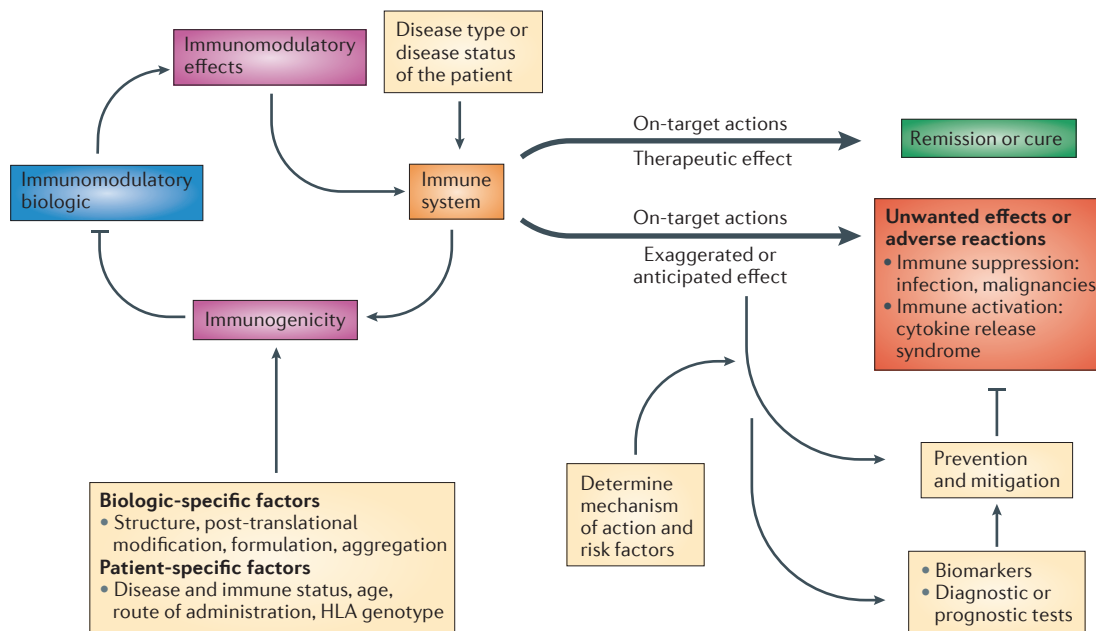 Immunomodulatory
effects
Disease type or
disease status
of the patient
On-target actions
Therapeutic effect
Remission or cure
Immunomodulatory
biologic
Immune
system
On-target actions
Exaggerated or
anticipated effect
Unwanted effects or
adverse reactions
• Immune suppression:
infection, malignancies
• Immune activation:
cytokine release
syndrome
Immunogenicity
Biologic-specific factors
• Structure, post-translational
modification, formulation, aggregation
Patient-specific factors
• Disease and immune status, age,
route of administration, HLA genotype
Determine
mechanism
of action and
risk factors
Prevention
and mitigation
• Biomarkers
• Diagnostic or
prognostic tests